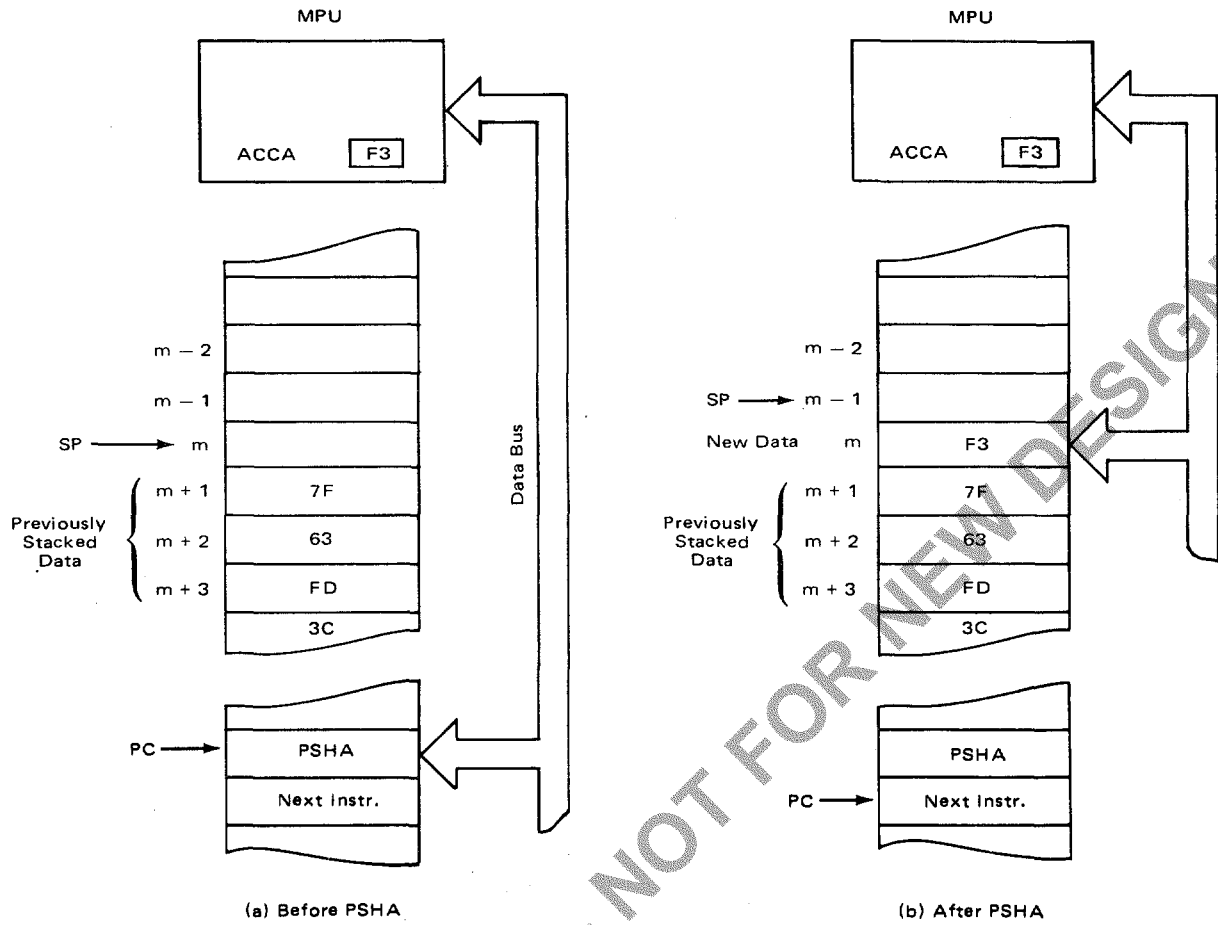 MPU
ACCA
F3
m − 2
m − 1
SP
m
Previously
Stacked
Data
m + 1
7F
m + 2
63
m + 3
FD
3C
Data Bus
PC
PSHA
Next Instr.
(a) Before PSHA
MPU
ACCA
F3
m − 2
SP
m − 1
New Data
m
F3
Previously
Stacked
Data
m + 1
7F
m + 2
63
m + 3
FD
3C
PSHA
PC
Next Instr.
(b) After PSHA
NOT FOR NEW DESIGN